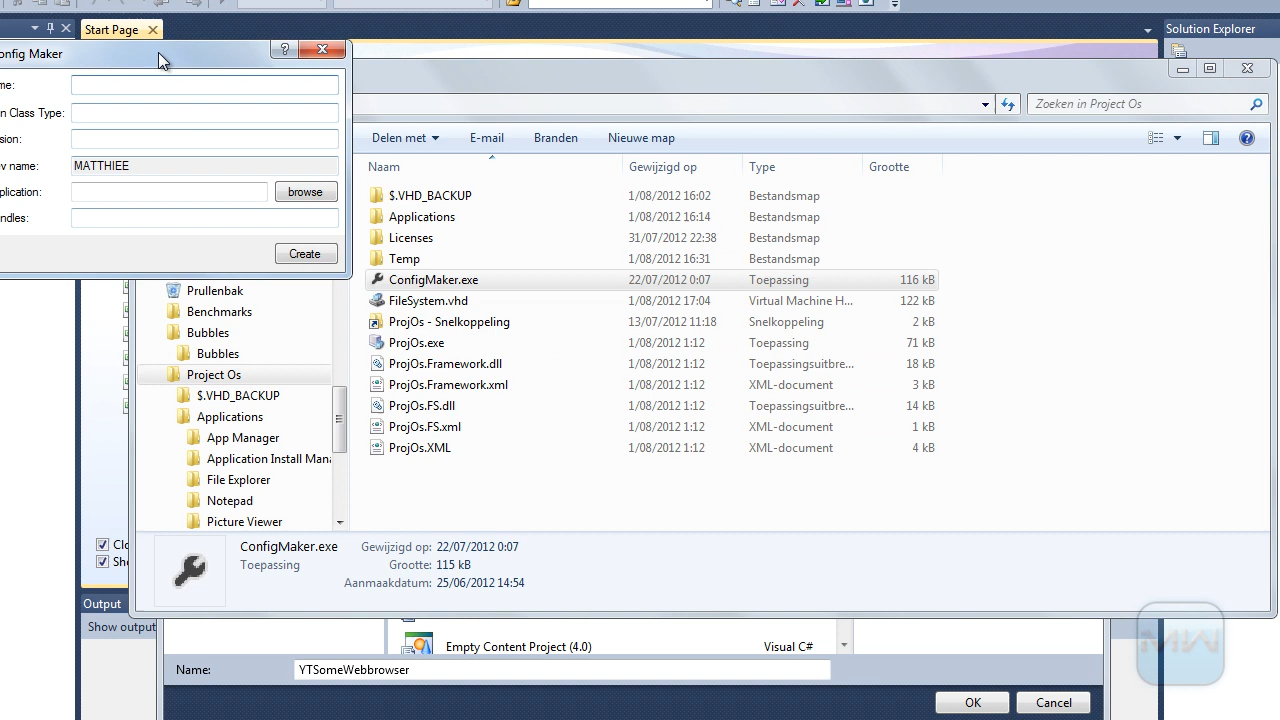 Start Page
Solution Explorer
onfig Maker
me:
n Class Type:
sion:
v name: MATTHIEE
plication: browse
ndles:
Create
Zoeken in Project Os
Delen met E-mail Branden Nieuwe map
Naam Gewijzigd op Type Grootte
$.VHD_BACKUP 1/08/2012 16:02 Bestandsmap
Applications 1/08/2012 16:14 Bestandsmap
Licenses 31/07/2012 22:38 Bestandsmap
Temp 1/08/2012 16:31 Bestandsmap
ConfigMaker.exe 22/07/2012 0:07 Toepassing 116 kB
FileSystem.vhd 1/08/2012 17:04 Virtual Machine H... 122 kB
ProjOs - Snelkoppeling 13/07/2012 11:18 Snelkoppeling 2 kB
ProjOs.exe 1/08/2012 1:12 Toepassing 71 kB
ProjOs.Framework.dll 1/08/2012 1:12 Toepassingsuitbre... 18 kB
ProjOs.Framework.xml 1/08/2012 1:12 XML-document 3 kB
ProjOs.FS.dll 1/08/2012 1:12 Toepassingsuitbre... 14 kB
ProjOs.FS.xml 1/08/2012 1:12 XML-document 1 kB
ProjOs.XML 1/08/2012 1:12 XML-document 4 kB
Prullenbak
Benchmarks
Bubbles
Bubbles
Project Os
$.VHD_BACKUP
Applications
App Manager
Application Install Mana
File Explorer
Notepad
Picture Viewer
Clo
Sho
ConfigMaker.exe Gewijzigd op: 22/07/2012 0:07
Toepassing Grootte: 115 kB
Aanmaakdatum: 25/06/2012 14:54
Output
Show output
Empty Content Project (4.0) Visual C#
Name: YTSomeWebbrowser
OK Cancel
MW